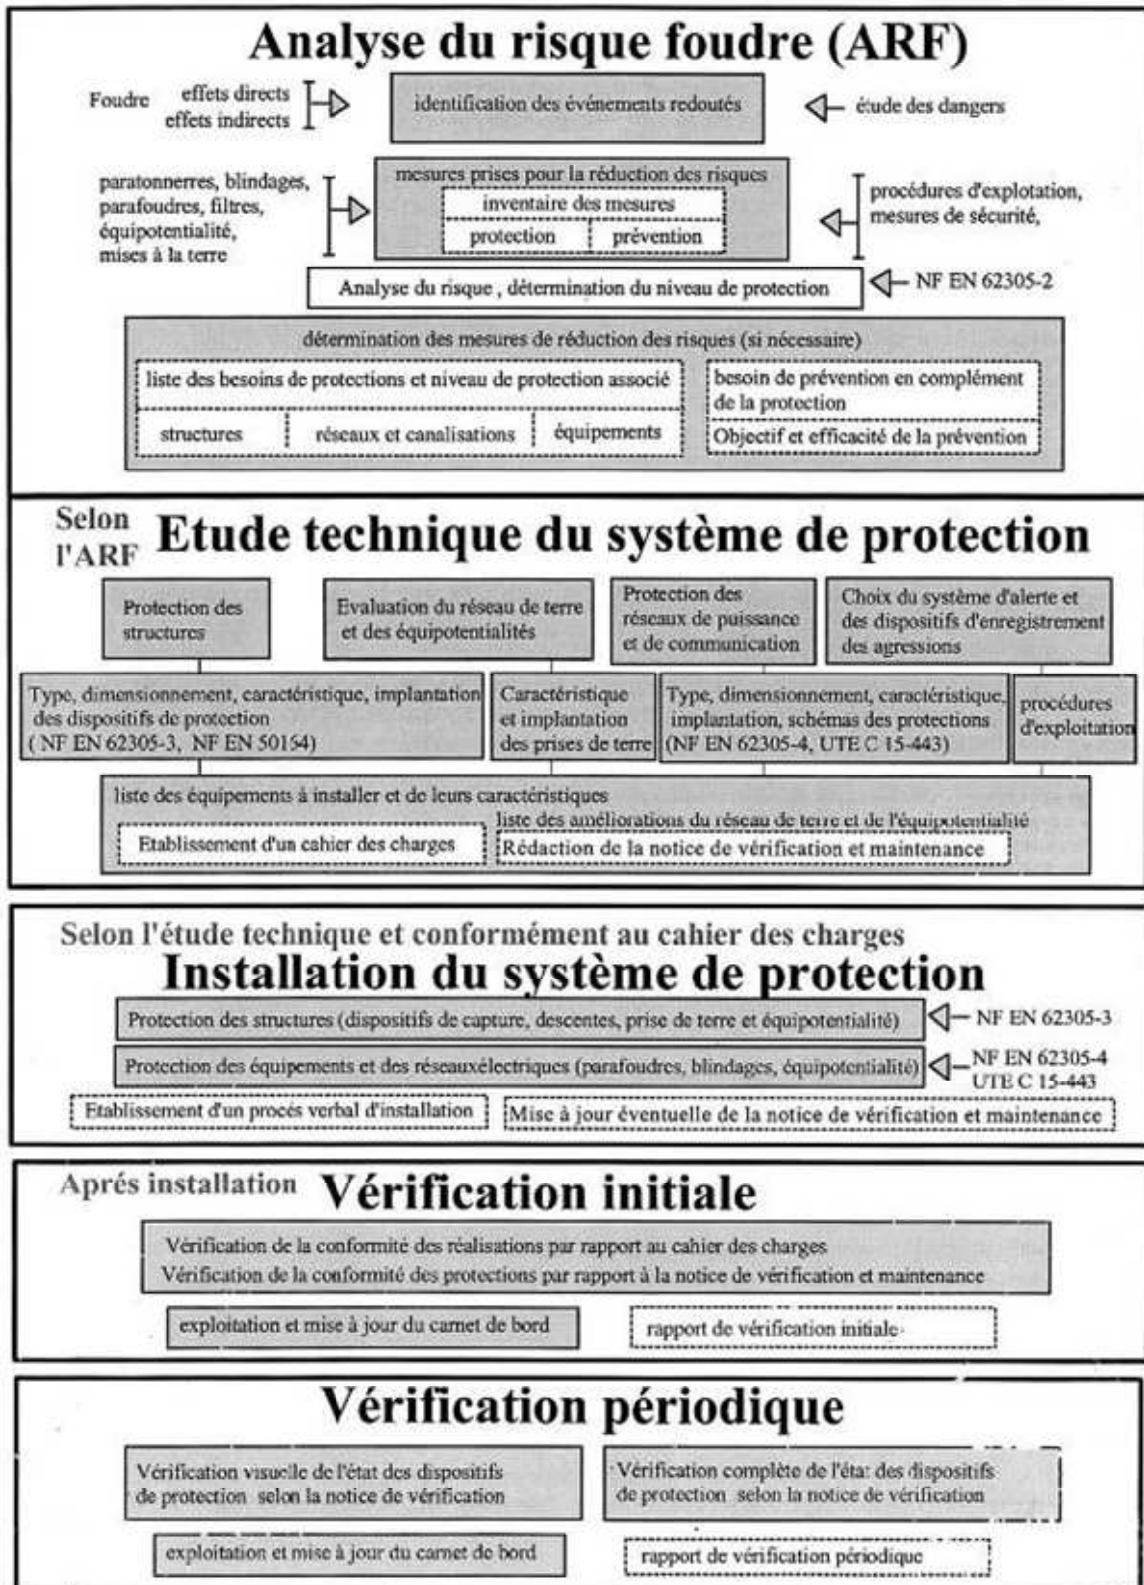 Analyse du risque foudre (ARF)
Foudre
effets directs
effets indirects
identification des événements redoutés
étude des dangers
paratonnerres, blindages,
parafoudres, filtres,
équipotentialité,
mises à la terre
mesures prises pour la réduction des risques
inventaire des mesures
protection
prévention
procédures d'explotation,
mesures de sécurité,
Analyse du risque , détermination du niveau de protection
NF EN 62305-2
détermination des mesures de réduction des risques (si nécessaire)
liste des besoins de protections et niveau de protection associé
structures
réseaux et canalisations
équipements
besoin de prévention en complément
de la protection
Objectif et efficacité de la prévention
Selon
l'ARF
Etude technique du système de protection
Protection des
structures
Evaluation du réseau de terre
et des équipotentialités
Protection des
réseaux de puissance
et de communication
Choix du système d'alerte et
des dispositifs d'enregistrement
des agressions
Type, dimensionnement, caractéristique, implantation
des dispositifs de protection
( NF EN 62305-3, NF EN 50154)
Caractéristique
et implantation
des prises de terre
Type, dimensionnement, caractéristique,
implantation, schémas des protections
(NF EN 62305-4, UTE C 15-443)
procédures
d'exploitation
liste des équipements à installer et de leurs caractéristiques
liste des améliorations du réseau de terre et de l'équipotentialité
Etablissement d'un cahier des charges
Rédaction de la notice de vérification et maintenance
Selon l'étude technique et conformément au cahier des charges
Installation du système de protection
Protection des structures (dispositifs de capture, descentes, prise de terre et équipotentialité)
NF EN 62305-3
Protection des équipements et des réseauxélectriques (parafoudres, blindages, équipotentialité)
NF EN 62305-4
UTE C 15-443
Etablissement d'un procés verbal d'installation
Mise à jour éventuelle de la notice de vérification et maintenance
Aprés installation
Vérification initiale
Vérification de la conformité des réalisations par rapport au cahier des charges
Vérification de la conformité des protections par rapport à la notice de vérification et maintenance
exploitation et mise à jour du carnet de bord
rapport de vérification initiale
Vérification périodique
Vérification visuelle de l'état des dispositifs
de protection selon la notice de vérification
Vérification complète de l'état des dispositifs
de protection selon la notice de vérification
exploitation et mise à jour du carnet de bord
rapport de vérification périodique